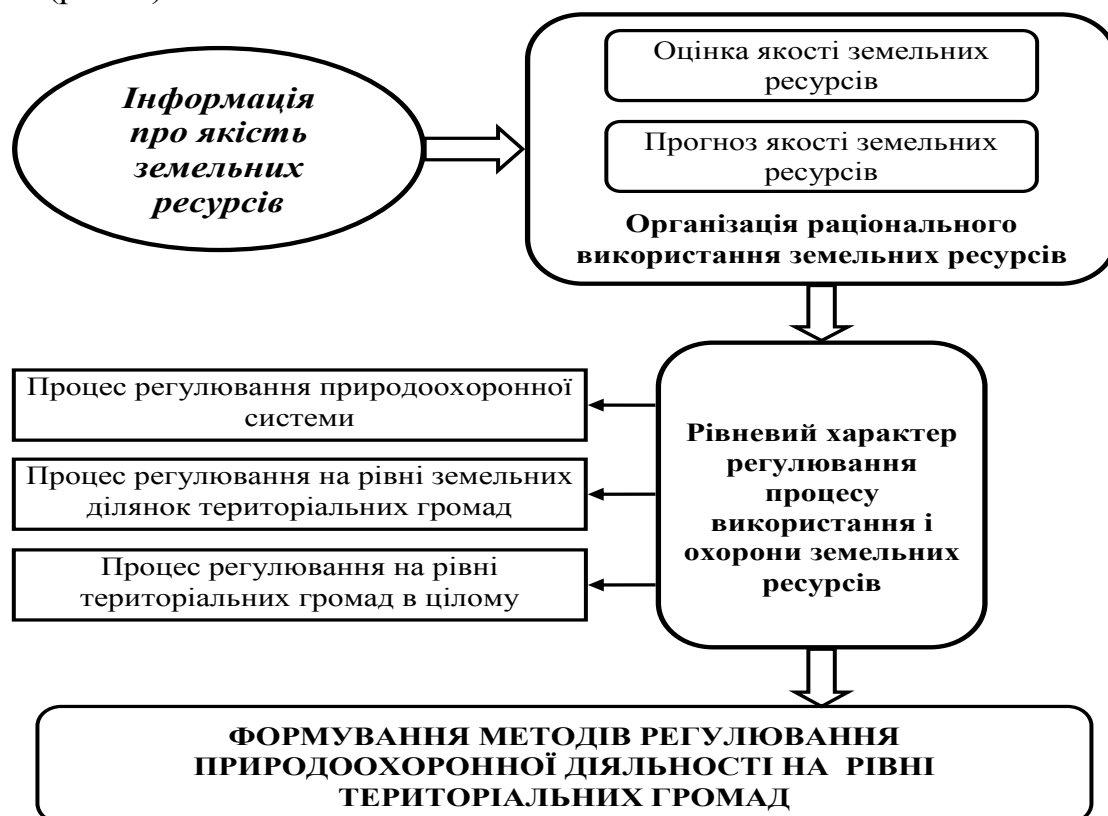 Інформація
про якість
земельних
ресурсів
Оцінка якості земельних
ресурсів
Прогноз якості земельних
ресурсів
Організація раціонального
використання земельних ресурсів
Процес регулювання природоохоронної
системи
Процес регулювання на рівні земельних
ділянок територіальних громад
Процес регулювання на рівні
територіальних громад в цілому
Рівневий характер
регулювання
процесу
використання і
охорони земельних
ресурсів
ФОРМУВАННЯ МЕТОДІВ РЕГУЛЮВАННЯ
ПРИРОДООХОРОННОЇ ДІЯЛЬНОСТІ НА РІВНІ
ТЕРИТОРІАЛЬНИХ ГРОМАД